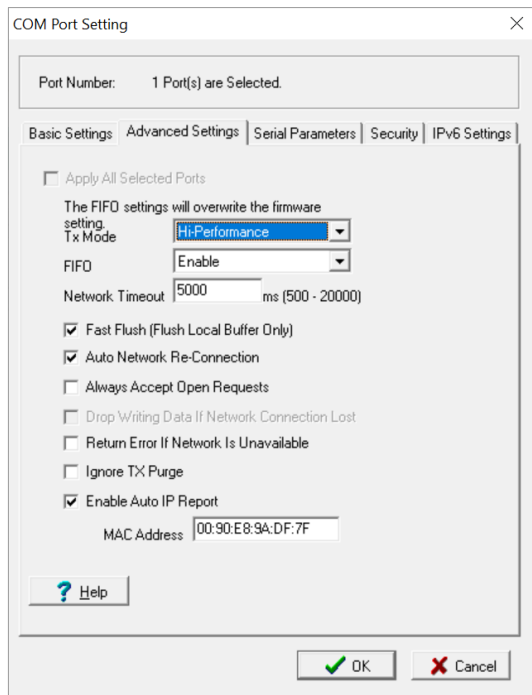 COM Port Setting
Port Number: 1 Port(s) are Selected.
Basic Settings Advanced Settings Serial Parameters Security IPv6 Settings
Apply All Selected Ports
The FIFO settings will overwrite the firmware
setting.
Tx Mode Hi-Performance
FIFO Enable
Network Timeout 5000 ms (500 - 20000)
Fast Flush (Flush Local Buffer Only)
Auto Network Re-Connection
Always Accept Open Requests
Drop Writing Data If Network Connection Lost
Return Error If Network Is Unavailable
Ignore TX Purge
Enable Auto IP Report
MAC Address 00:90:E8:9A:DF:7F
? Help
OK Cancel